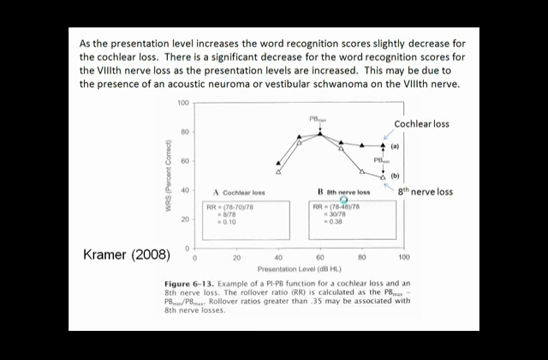 As the presentation level increases the word recognition scores slightly decrease for
the cochlear loss. There is a significant decrease for the word recognition scores for
the VIIIth nerve loss as the presentation levels are increased. This may be due to
the presence of an acoustic neuroma or vestibular schwanoma on the VIIIth nerve.
100
80
60
40
20
0
WRS (Percent Correct)
PBmax
Cochlear loss
(a)
PBmin
(b)
8th nerve loss
A Cochlear loss
RR = (78-70)/78
= 8/78
= 0.10
B 8th nerve loss
RR = (78-48)/78
= 30/78
= 0.38
Kramer (2008)
0 20 40 60 80 100
Presentation Level (dB HL)
Figure 6-13. Example of a PI-PB function for a cochlear loss and an
8th nerve loss. The rollover ratio (RR) is calculated as the PBmax -
PBmin/PBmax. Rollover ratios greater than .35 may be associated with
8th nerve losses.